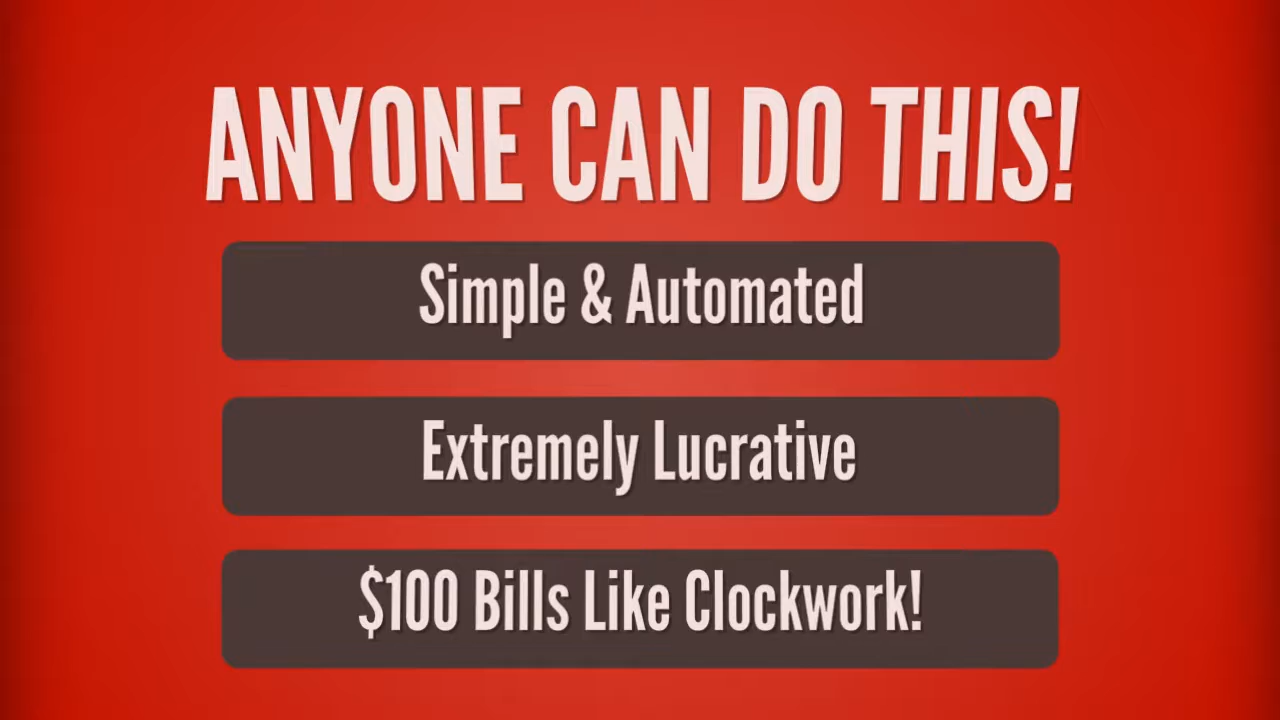 ANYONE CAN DO THIS!
Simple & Automated
Extremely Lucrative
$100 Bills Like Clockwork!